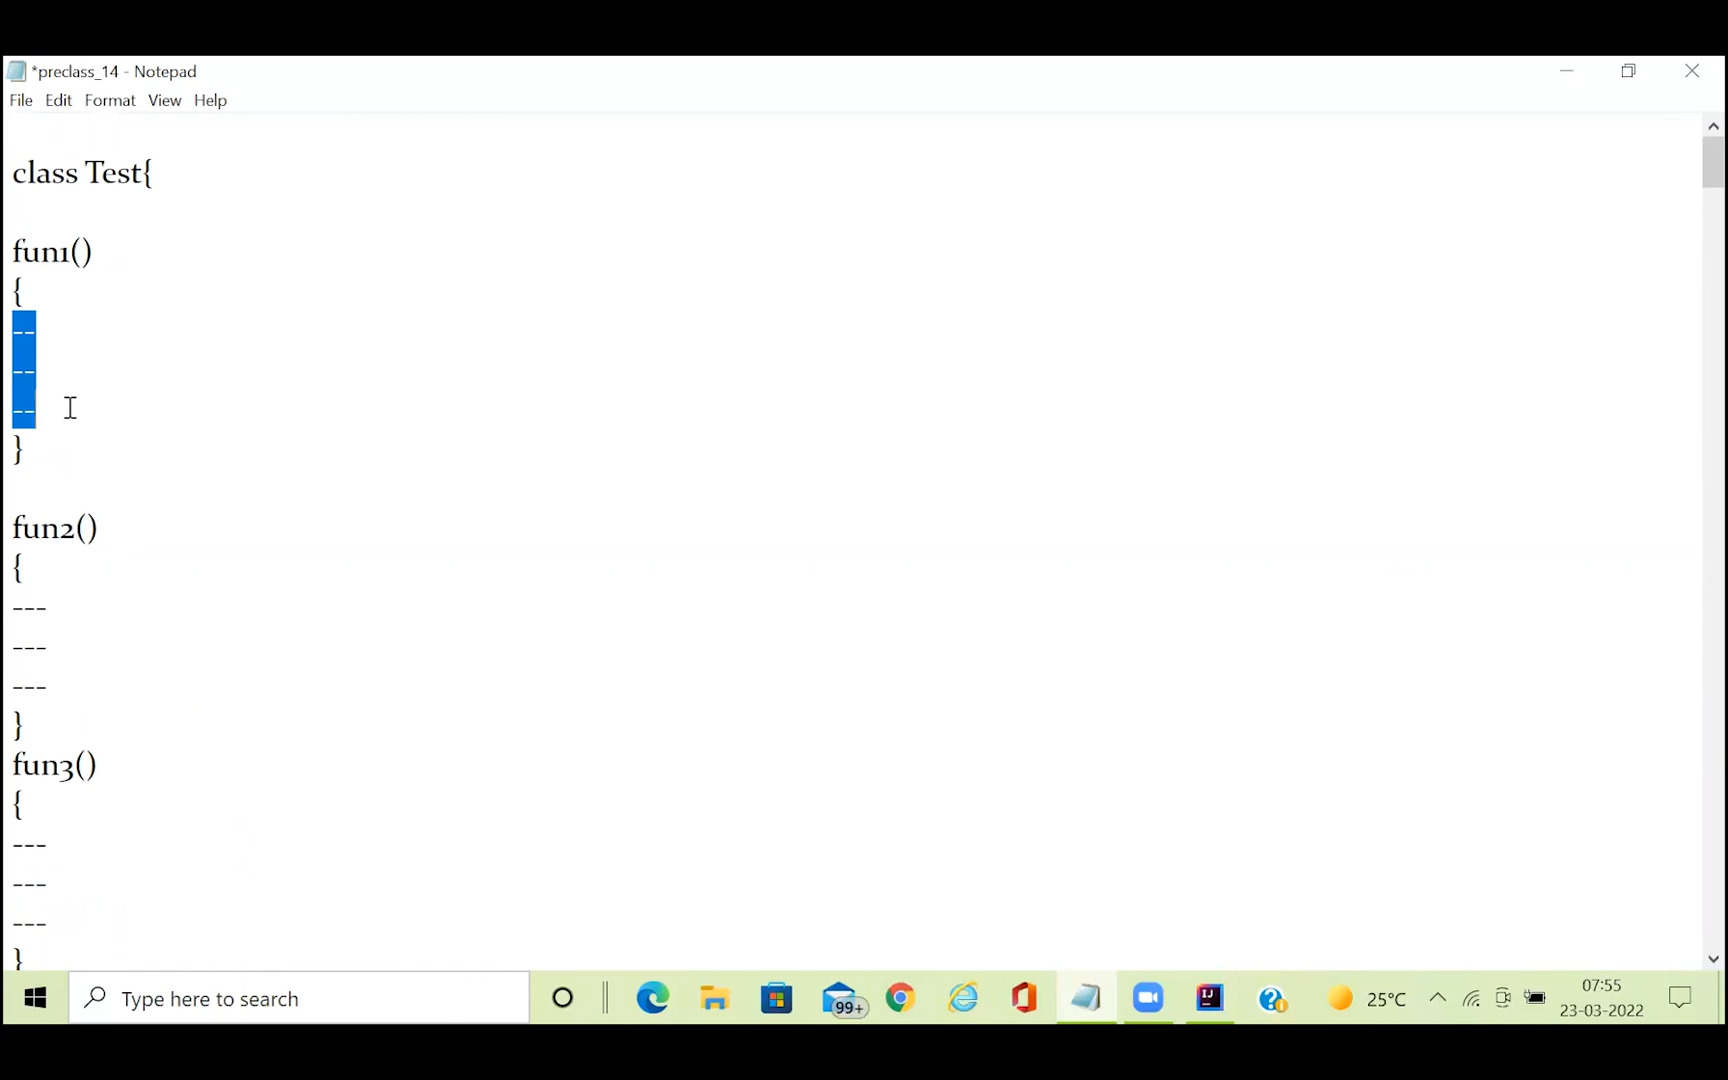 *preclass_14 - Notepad
File Edit Format View Help
class Test{
fun1()
{
--
--
--
}
fun2()
{
---
---
---
}
fun3()
{
---
---
---
}
Type here to search
99+
25°C
07:55
23-03-2022